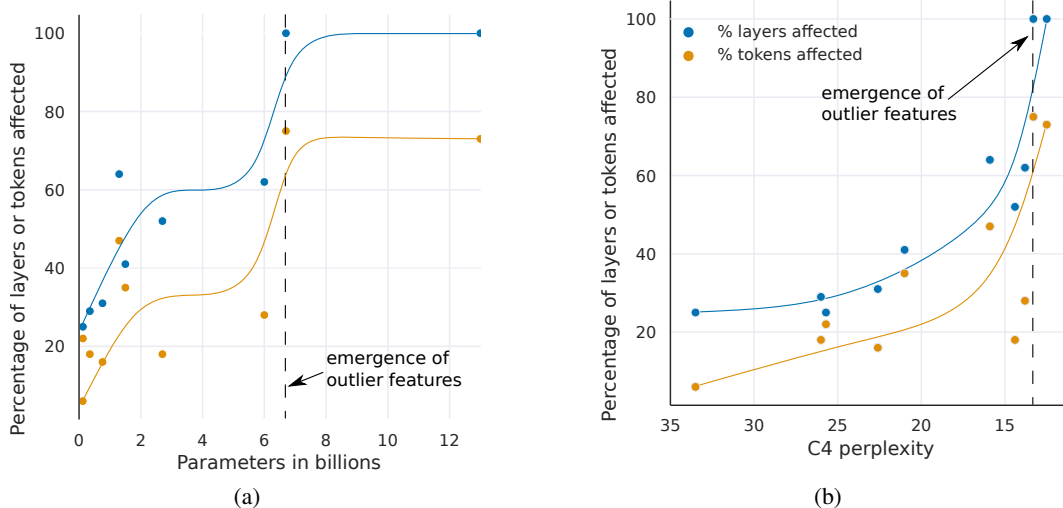 Percentage of layers or tokens affected
100
80
60
40
20
0
2
4
6
8
10
12
Parameters in billions
emergence of
outlier features
(a)
Percentage of layers or tokens affected
100
80
60
40
20
35
30
25
20
15
C4 perplexity
% layers affected
% tokens affected
emergence of
outlier features
(b)